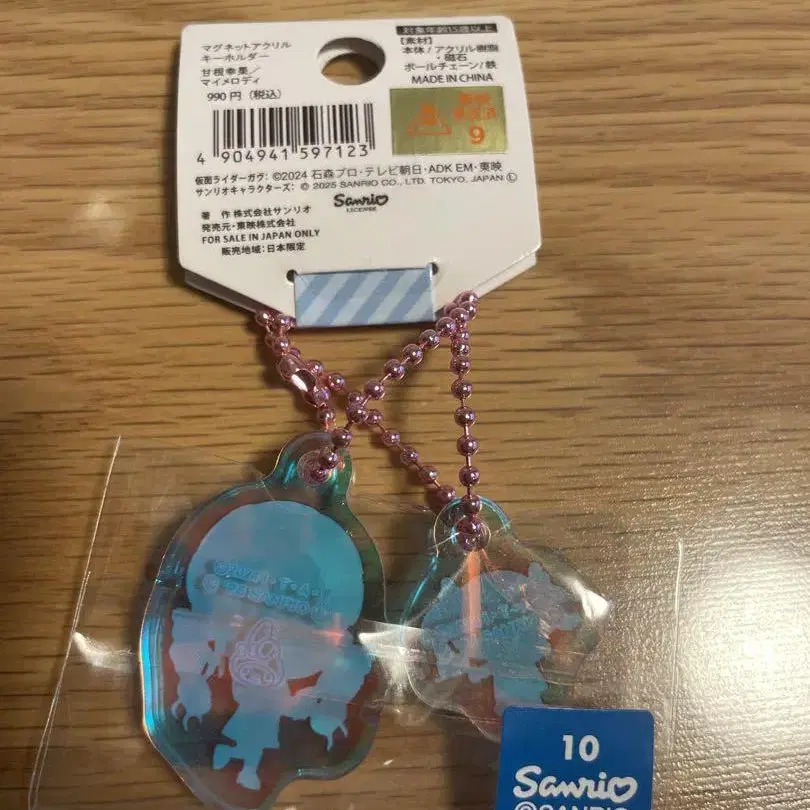 マグネットアクリル
キーホルダー
甘根幸果／
マイメロディ
990円（税込）
4 904941 597123
対象年齢15歳以上
【素材】
本体/アクリル樹脂
・磁石
ボールチェーン/鉄
MADE IN CHINA
9
仮面ライダーガヴ：©2024 石森プロ・テレビ朝日・ADK EM・東映
サンリオキャラクターズ：© 2025 SANRIO CO., LTD. TOKYO, JAPAN Ⓛ
Sanrio
LICENSE
著 作 株式会社サンリオ
発売元・東映株式会社
FOR SALE IN JAPAN ONLY
販売地域：日本限定
10
Sanrio
©SANRIO